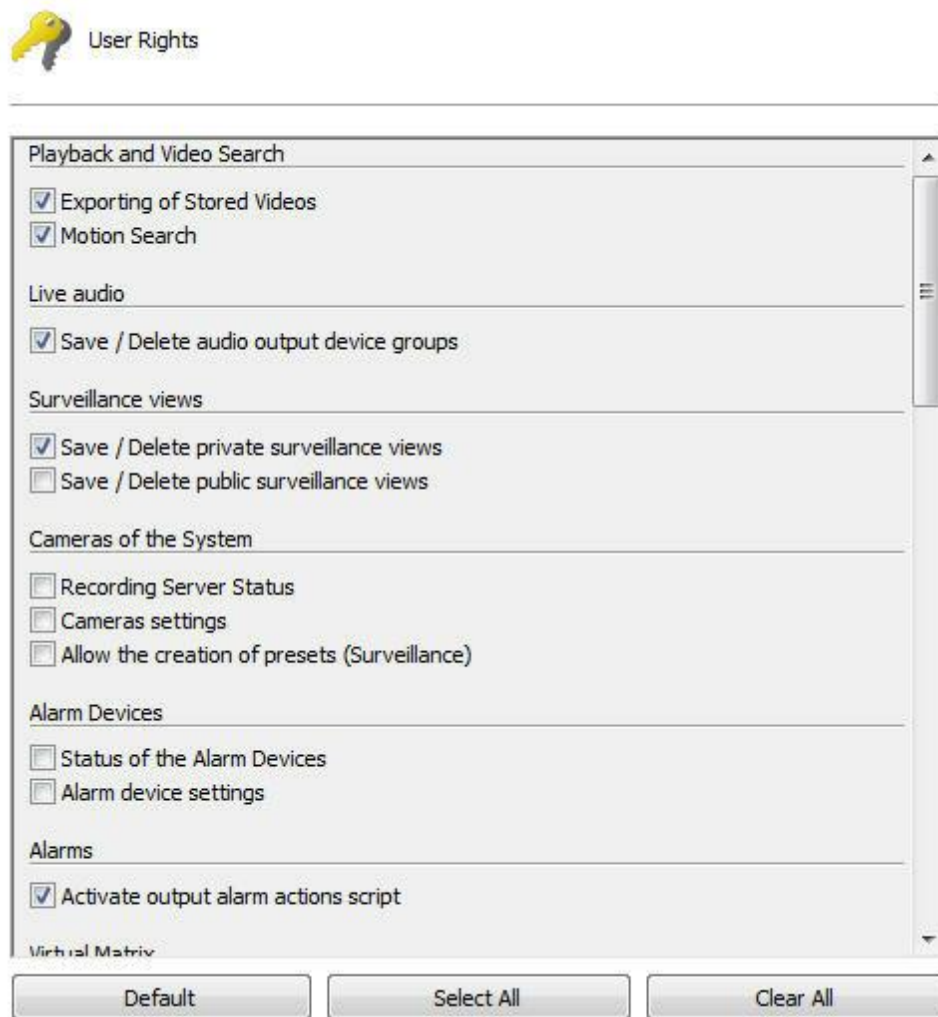 User Rights
Playback and Video Search
Exporting of Stored Videos
Motion Search
Live audio
Save / Delete audio output device groups
Surveillance views
Save / Delete private surveillance views
Save / Delete public surveillance views
Cameras of the System
Recording Server Status
Cameras settings
Allow the creation of presets (Surveillance)
Alarm Devices
Status of the Alarm Devices
Alarm device settings
Alarms
Activate output alarm actions script
Virtual Matrix
Default Select All Clear All